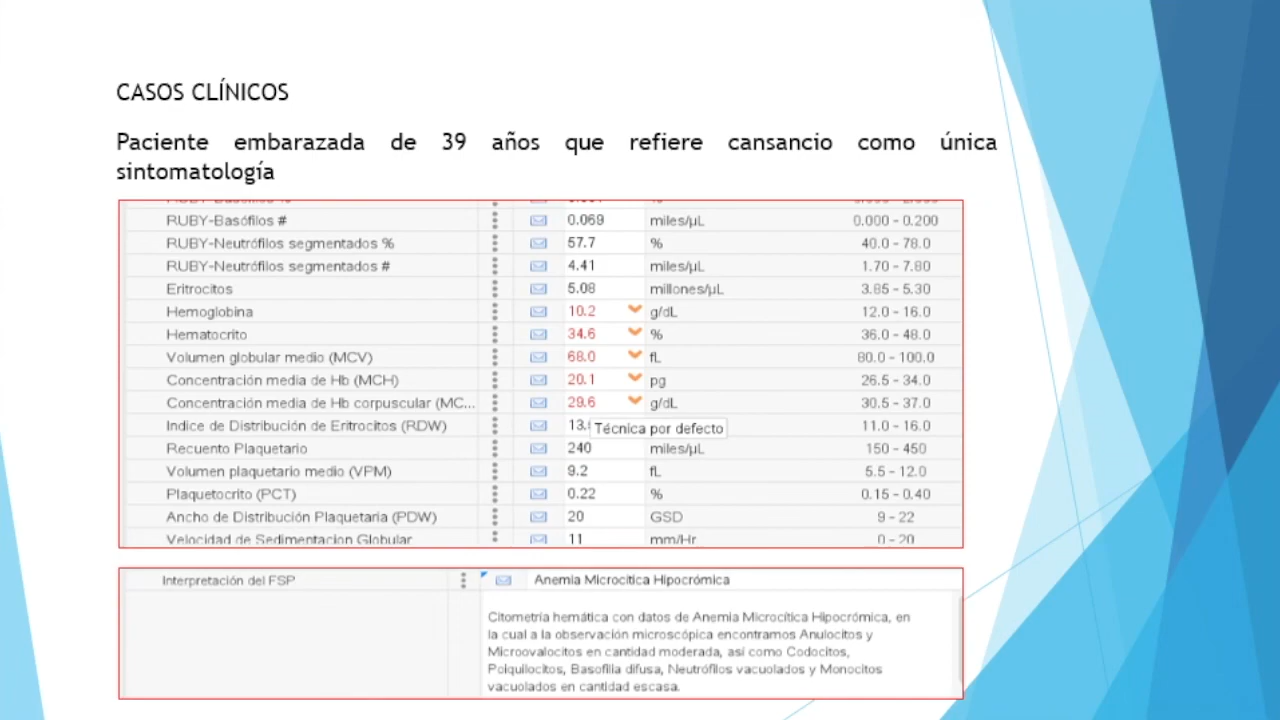 CASOS CLÍNICOS
Paciente embarazada de 39 años que refiere cansancio como única
sintomatología
RUBY-Basófilos # 0.069 miles/µL 0.000 - 0.200
RUBY-Neutrófilos segmentados % 57.7 % 40.0 - 78.0
RUBY-Neutrófilos segmentados # 4.41 miles/µL 1.70 - 7.80
Eritrocitos 5.08 millones/µL 3.85 - 5.30
Hemoglobina 10.2 g/dL 12.0 - 16.0
Hematocrito 34.6 % 36.0 - 48.0
Volumen globular medio (MCV) 68.0 fL 80.0 - 100.0
Concentración media de Hb (MCH) 20.1 pg 26.5 - 34.0
Concentración media de Hb corpuscular (MC... 29.6 g/dL 30.5 - 37.0
Indice de Distribución de Eritrocitos (RDW) 13. Técnica por defecto 11.0 - 16.0
Recuento Plaquetario 240 miles/µL 150 - 450
Volumen plaquetario medio (VPM) 9.2 fL 5.5 - 12.0
Plaquetocrito (PCT) 0.22 % 0.15 - 0.40
Ancho de Distribución Plaquetaria (PDW) 20 GSD 9 - 22
Velocidad de Sedimentacion Globular 11 mm/Hr 0 - 20
Interpretación del FSP Anemia Microcítica Hipocrómica
Citometría hemática con datos de Anemia Microcítica Hipocrómica, en
la cual a la observación microscópica encontramos Anulocitos y
Microovalocitos en cantidad moderada, así como Codocitos,
Poiquilocitos, Basofilia difusa, Neutrófilos vacuolados y Monocitos
vacuolados en cantidad escasa.